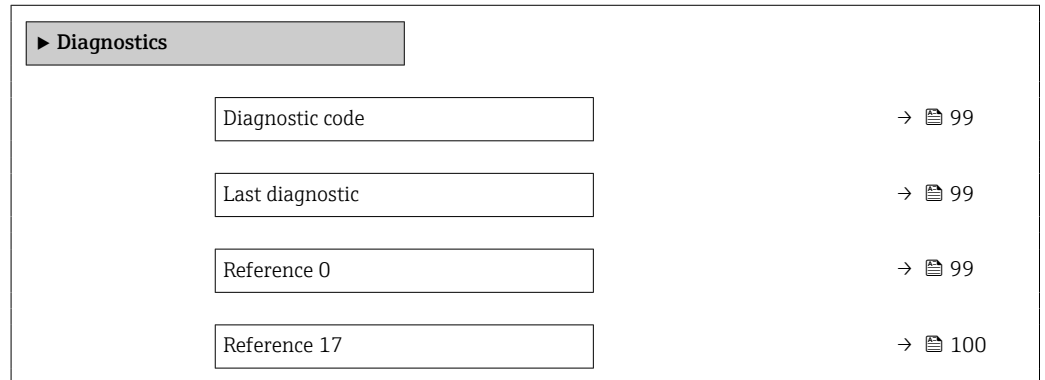 ▶ Diagnostics
Diagnostic code → 99
Last diagnostic → 99
Reference 0 → 99
Reference 17 → 100